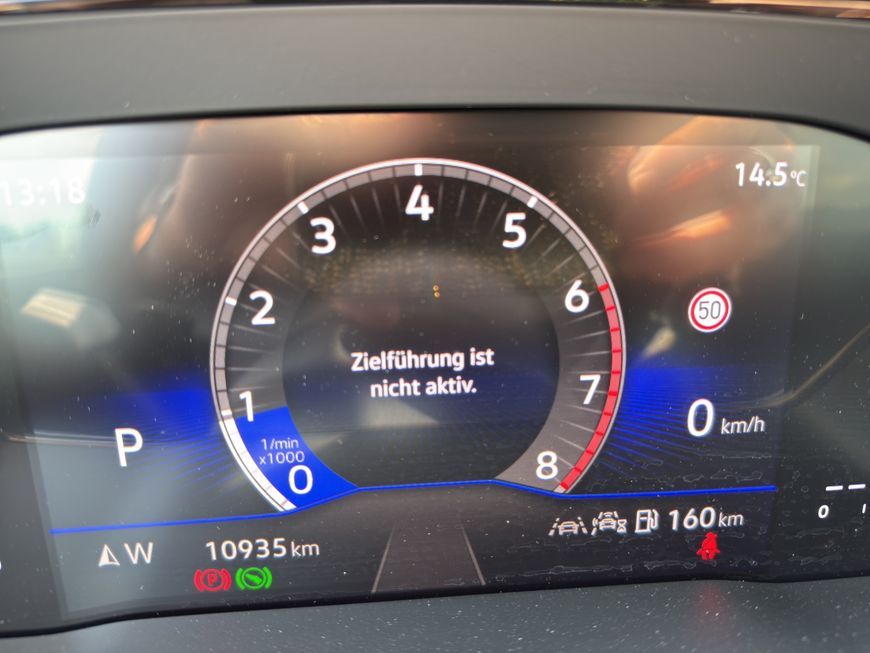 13:18
14.5°C
4
3
5
2
6
50
Zielführung ist
nicht aktiv.
1
7
P
0 km/h
1/min
x1000
0
8
160 km
W
10935 km
P
0